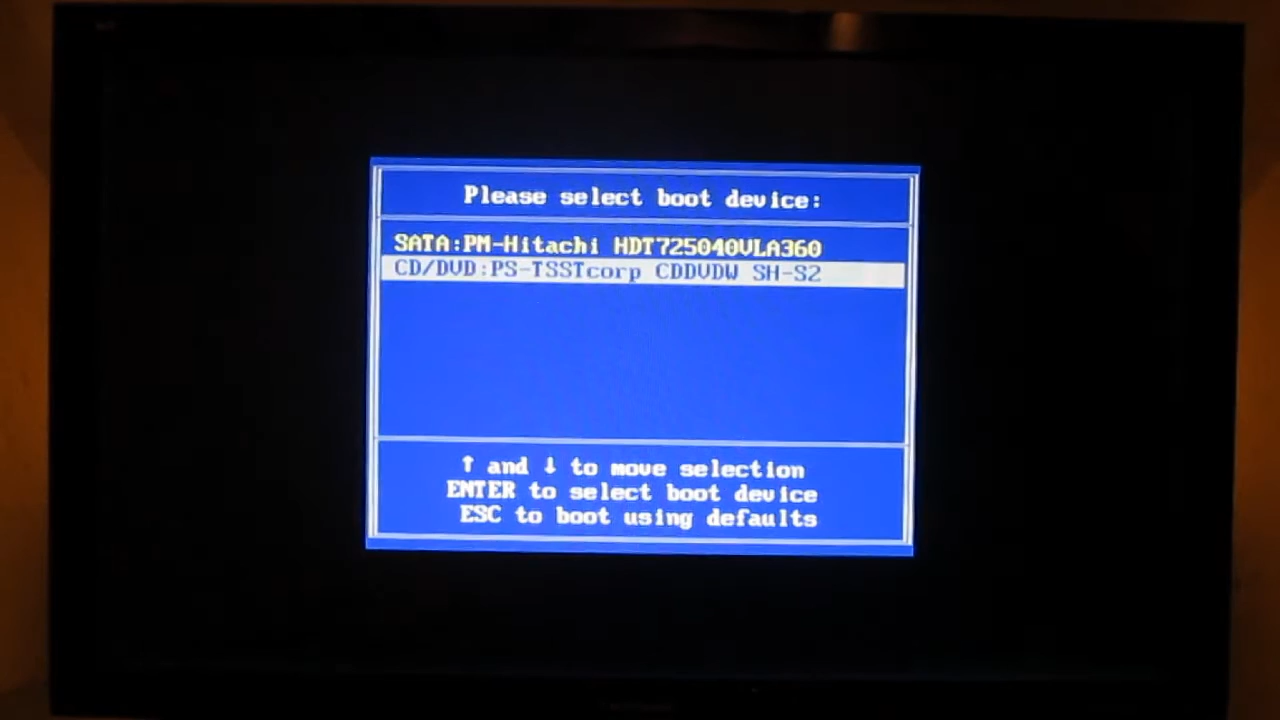 Please select boot device:
SATA:PM-Hitachi HDT725040VLA360
CD/DVD:PS-TSSTcorp CDDVDW SH-S2
↑ and ↓ to move selection
ENTER to select boot device
ESC to boot using defaults